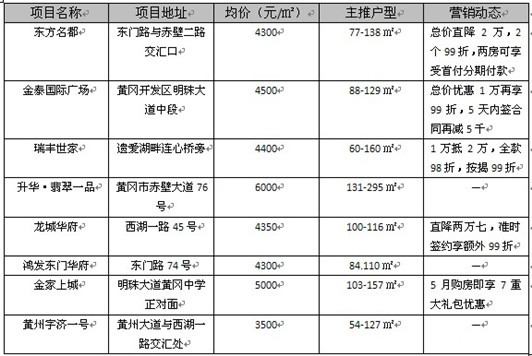 项目名称 项目地址 均价（元/㎡） 主推户型 营销动态
东方名都 东门路与赤壁二路 4300 77-138 ㎡ 总价直降 2 万，2
交汇口 个 99 折，两房可享
受首付分期付款
金泰国际广场 黄冈开发区明珠大 4500 88-129 ㎡ 总价优惠 1 万再享
道中段 99 折，5 天内签合
同再减 5 千
瑞丰世家 遗爱湖畔连心桥旁 4400 60-160 ㎡ 1 万抵 2 万，全款
98 折，按揭 99 折
升华·翡翠一品 黄冈市赤壁大道 76 6000 131-295 ㎡ —
号
龙城华府 西湖一路 45 号 4350 100-116 ㎡ 直降两万七，准时
签约享额外 99 折
鸿发东门华府 东门路 74 号 4300 84.110 ㎡ —
金家上城 明珠大道黄冈中学 5000 103-157 ㎡ 5 月购房即享 7 重
正对面 大礼包优惠
黄州宇济一号 黄州大道与西湖一 3500 54-127 ㎡ —
路交汇处